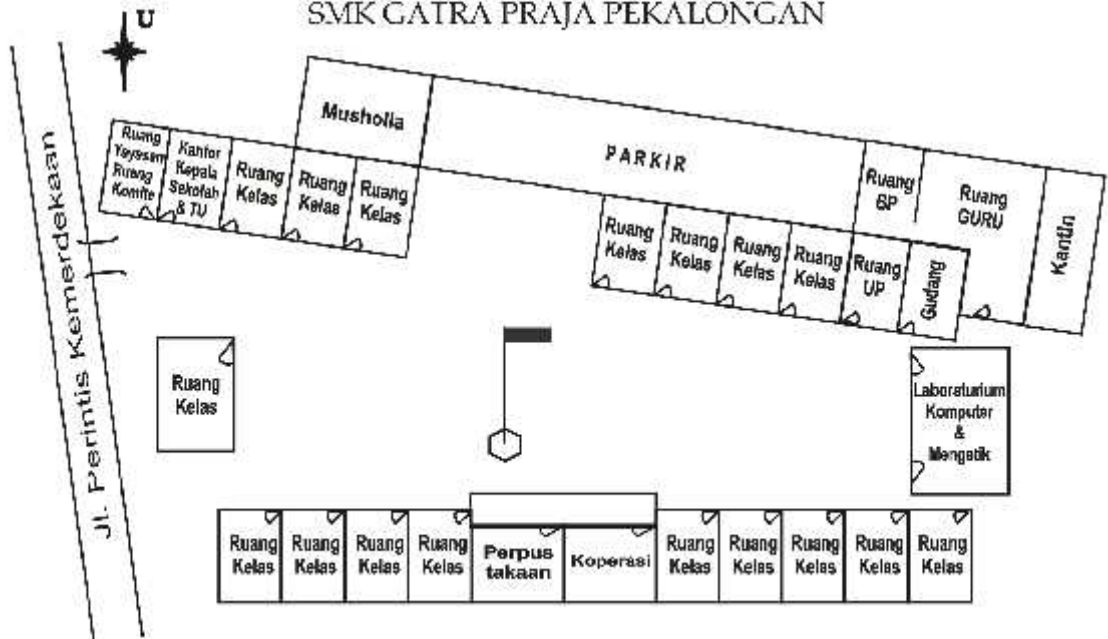 SMK GATRA PRAJA PEKALONGAN
U
Jl. Perintis Kemerdekaan
Musholla
PARKIR
Ruang
Yayasan
Ruang
Komite
Kantor
Kepala
Sekolah
& TU
Ruang
Kelas
Ruang
Kelas
Ruang
Kelas
Ruang
BP
Ruang
GURU
Kantin
Ruang
Kelas
Ruang
Kelas
Ruang
Kelas
Ruang
Kelas
Ruang
UP
Gudang
Ruang
Kelas
Laboraturium
Komputer
&
Mengetik
Ruang
Kelas
Ruang
Kelas
Ruang
Kelas
Ruang
Kelas
Perpus
takaan
Koperasi
Ruang
Kelas
Ruang
Kelas
Ruang
Kelas
Ruang
Kelas
Ruang
Kelas